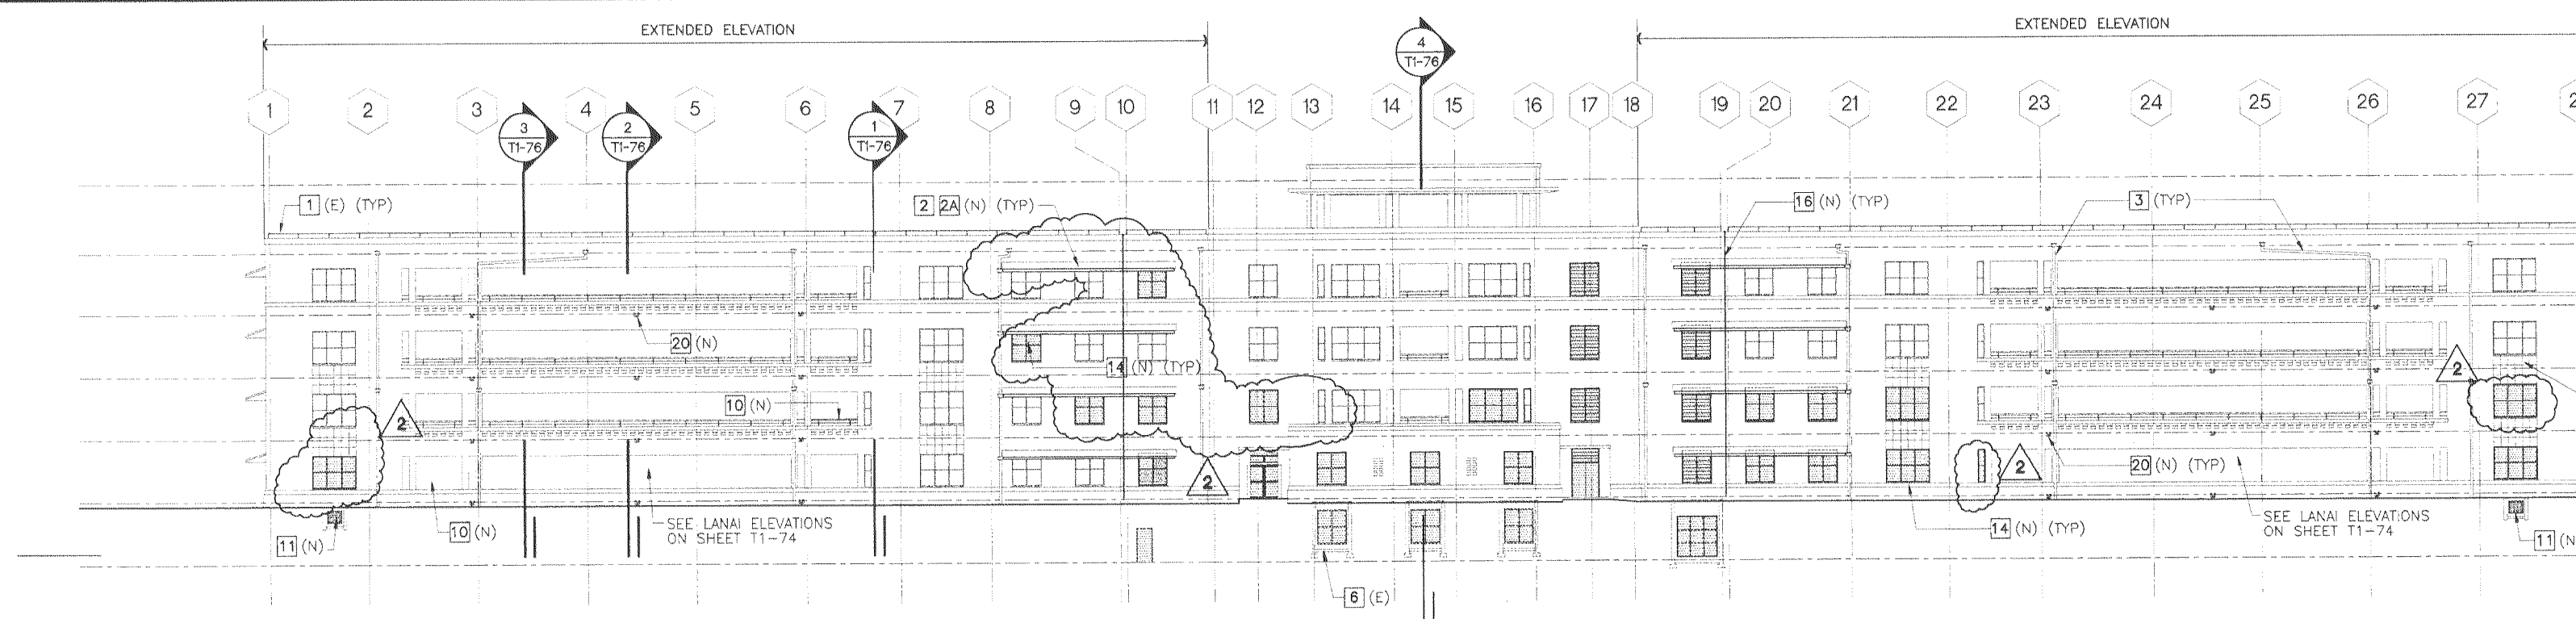 EXTENDED ELEVATION
EXTENDED ELEVATION
4
T1-76
1 2 3 4 5 6 7 8 9 10 11 12 13 14 15 16 17 18 19 20 21 22 23 24 25 26 27
3
T1-76
2
T1-76
1
T1-76
1 (E) (TYP)
2 2A (N) (TYP)
16 (N) (TYP)
3 (TYP)
20 (N)
14 (N) (TYP)
2
10 (N)
2
2
2
20 (N) (TYP)
SEE LANAI ELEVATIONS
ON SHEET T1-74
10 (N)
11 (N)
14 (N) (TYP)
SEE LANAI ELEVATIONS
ON SHEET T1-74
11 (N
6 (E)